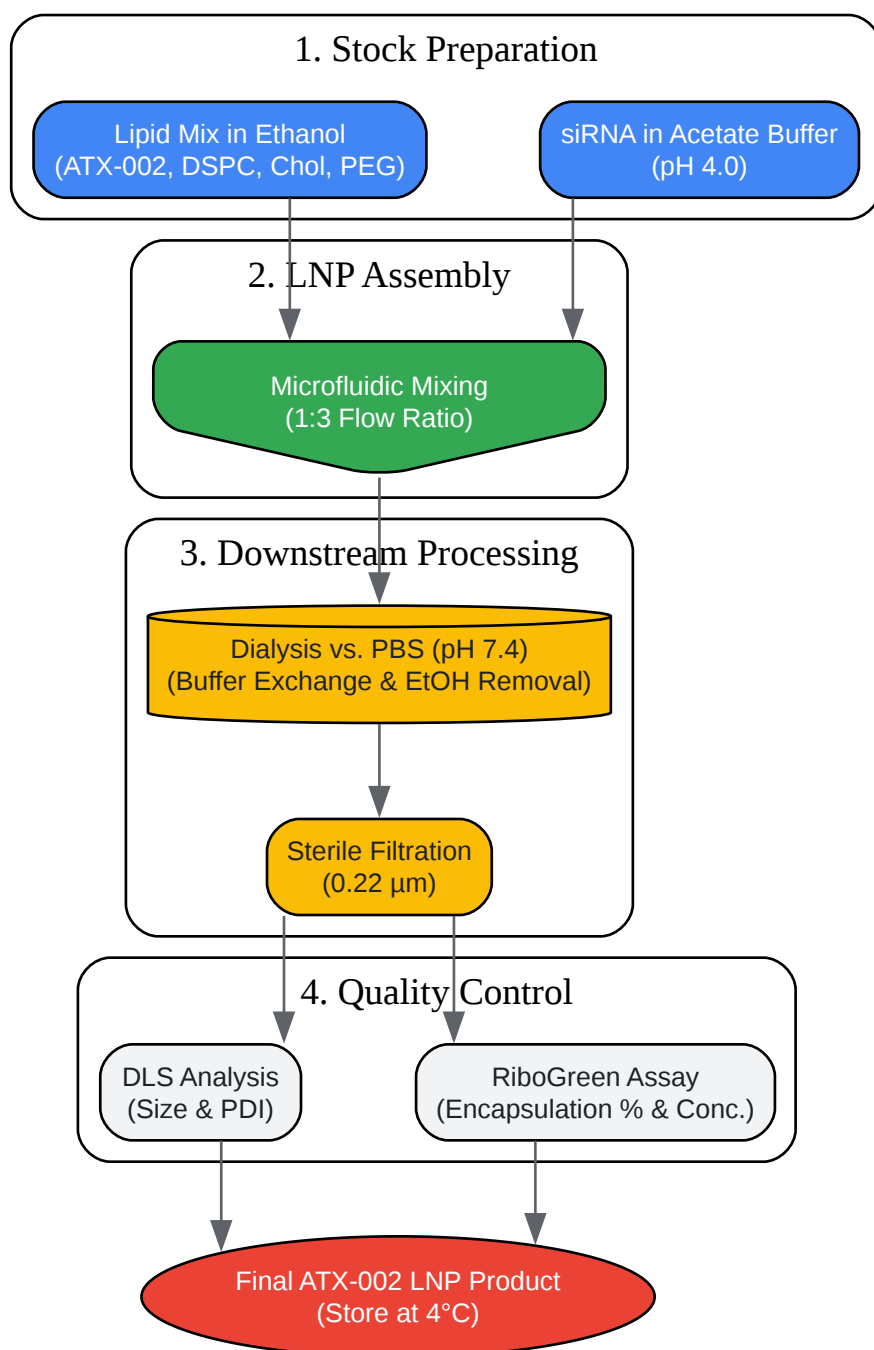 1. Stock Preparation
Lipid Mix in Ethanol
(ATX-002, DSPC, Chol, PEG)
siRNA in Acetate Buffer
(pH 4.0)
2. LNP Assembly
Microfluidic Mixing
(1:3 Flow Ratio)
3. Downstream Processing
Dialysis vs. PBS (pH 7.4)
(Buffer Exchange & EtOH Removal)
Sterile Filtration
(0.22 µm)
4. Quality Control
DLS Analysis
(Size & PDI)
RiboGreen Assay
(Encapsulation % & Conc.)
Final ATX-002 LNP Product
(Store at 4°C)